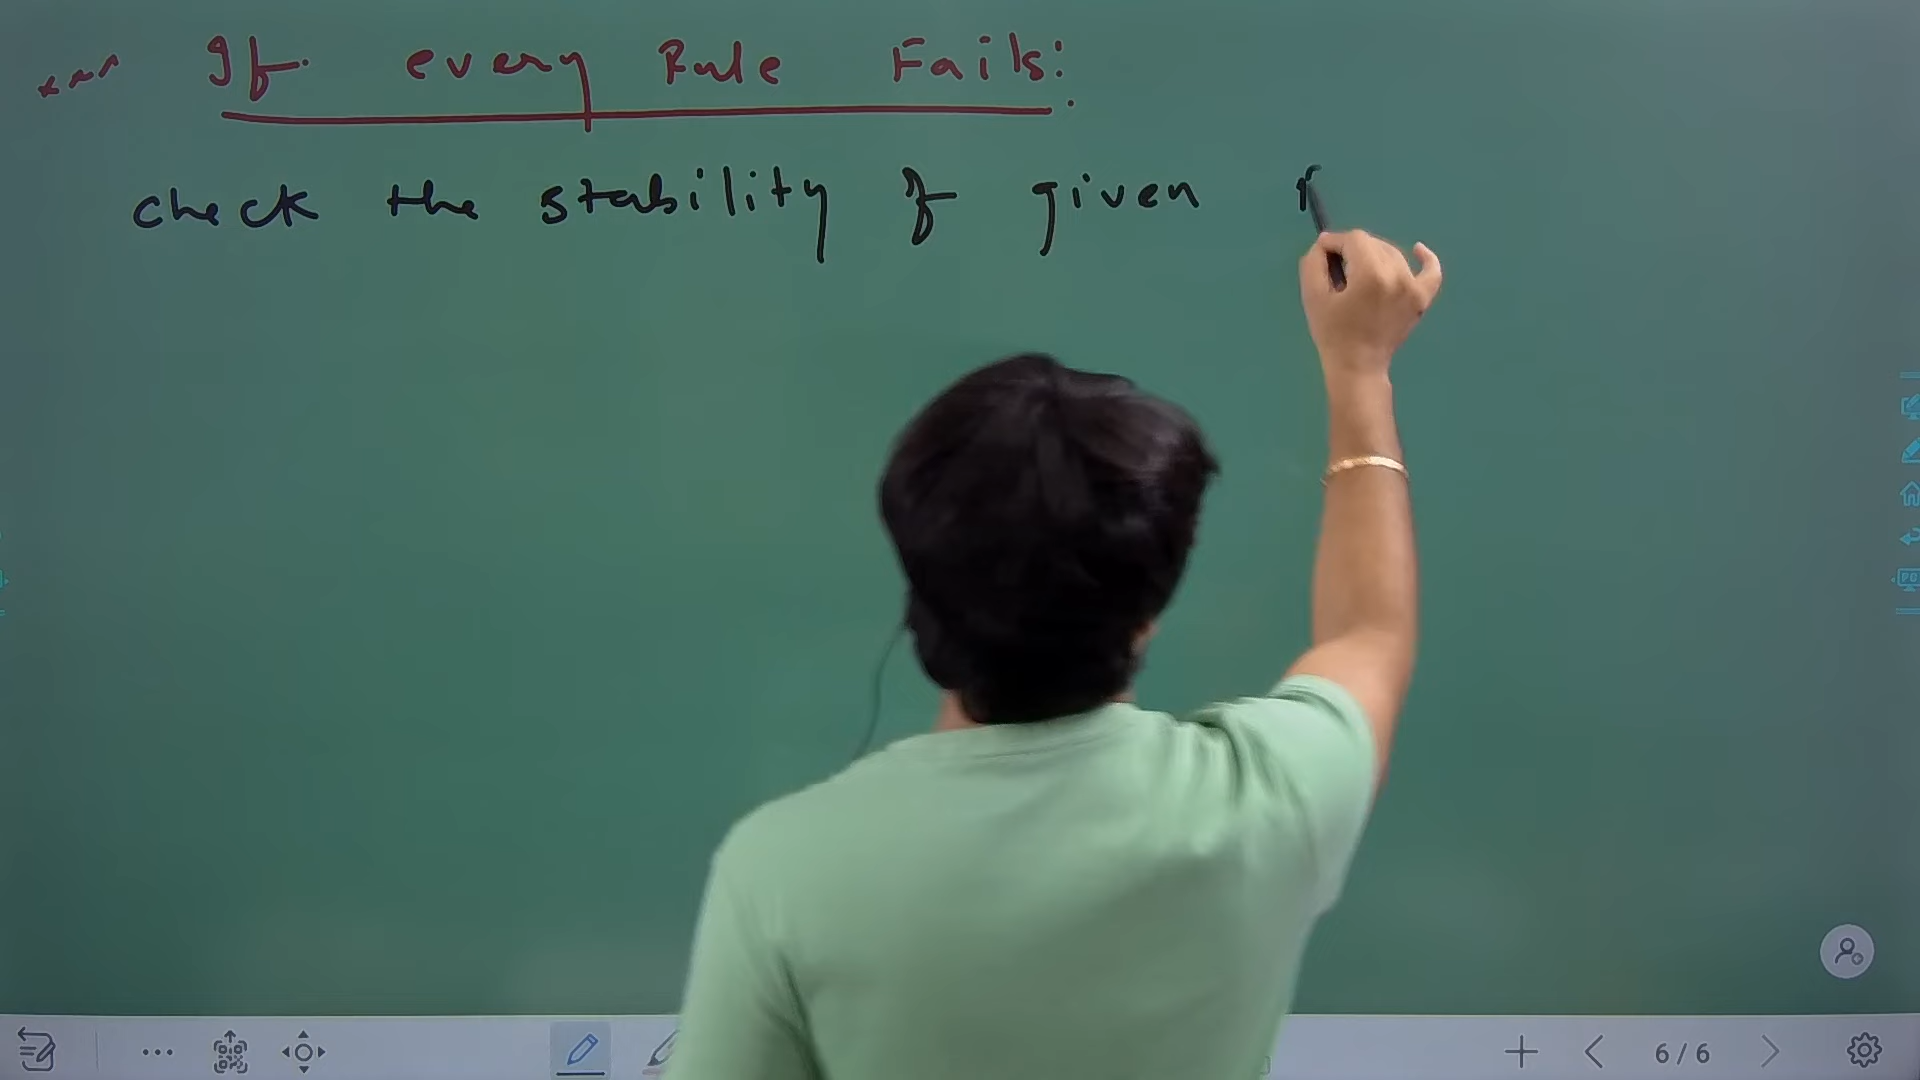 If every Rule Fails:
check the stability of given
6/6